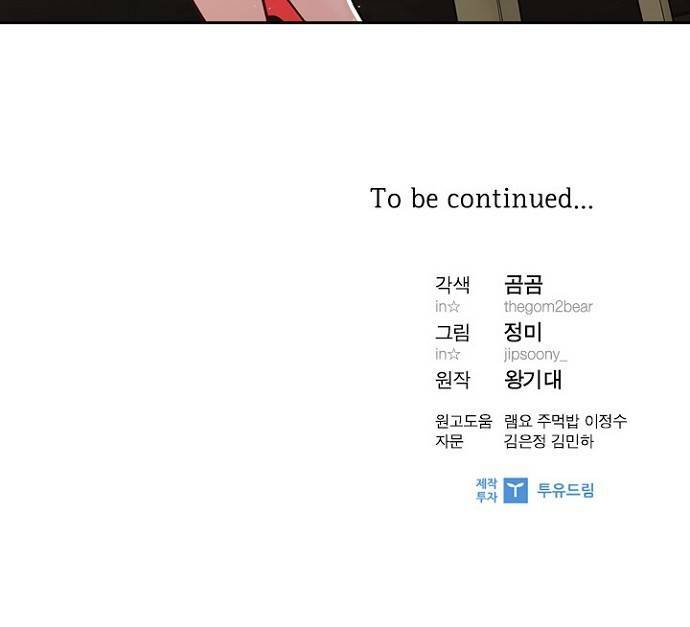 To be continued...
각색 곰곰
in☆ thegom2bear
그림 정미
in☆ jipsoony_
원작 왕기대
원고도움 램요 주먹밥 이정수
자문 김은정 김민하
제작
투자 투유드림